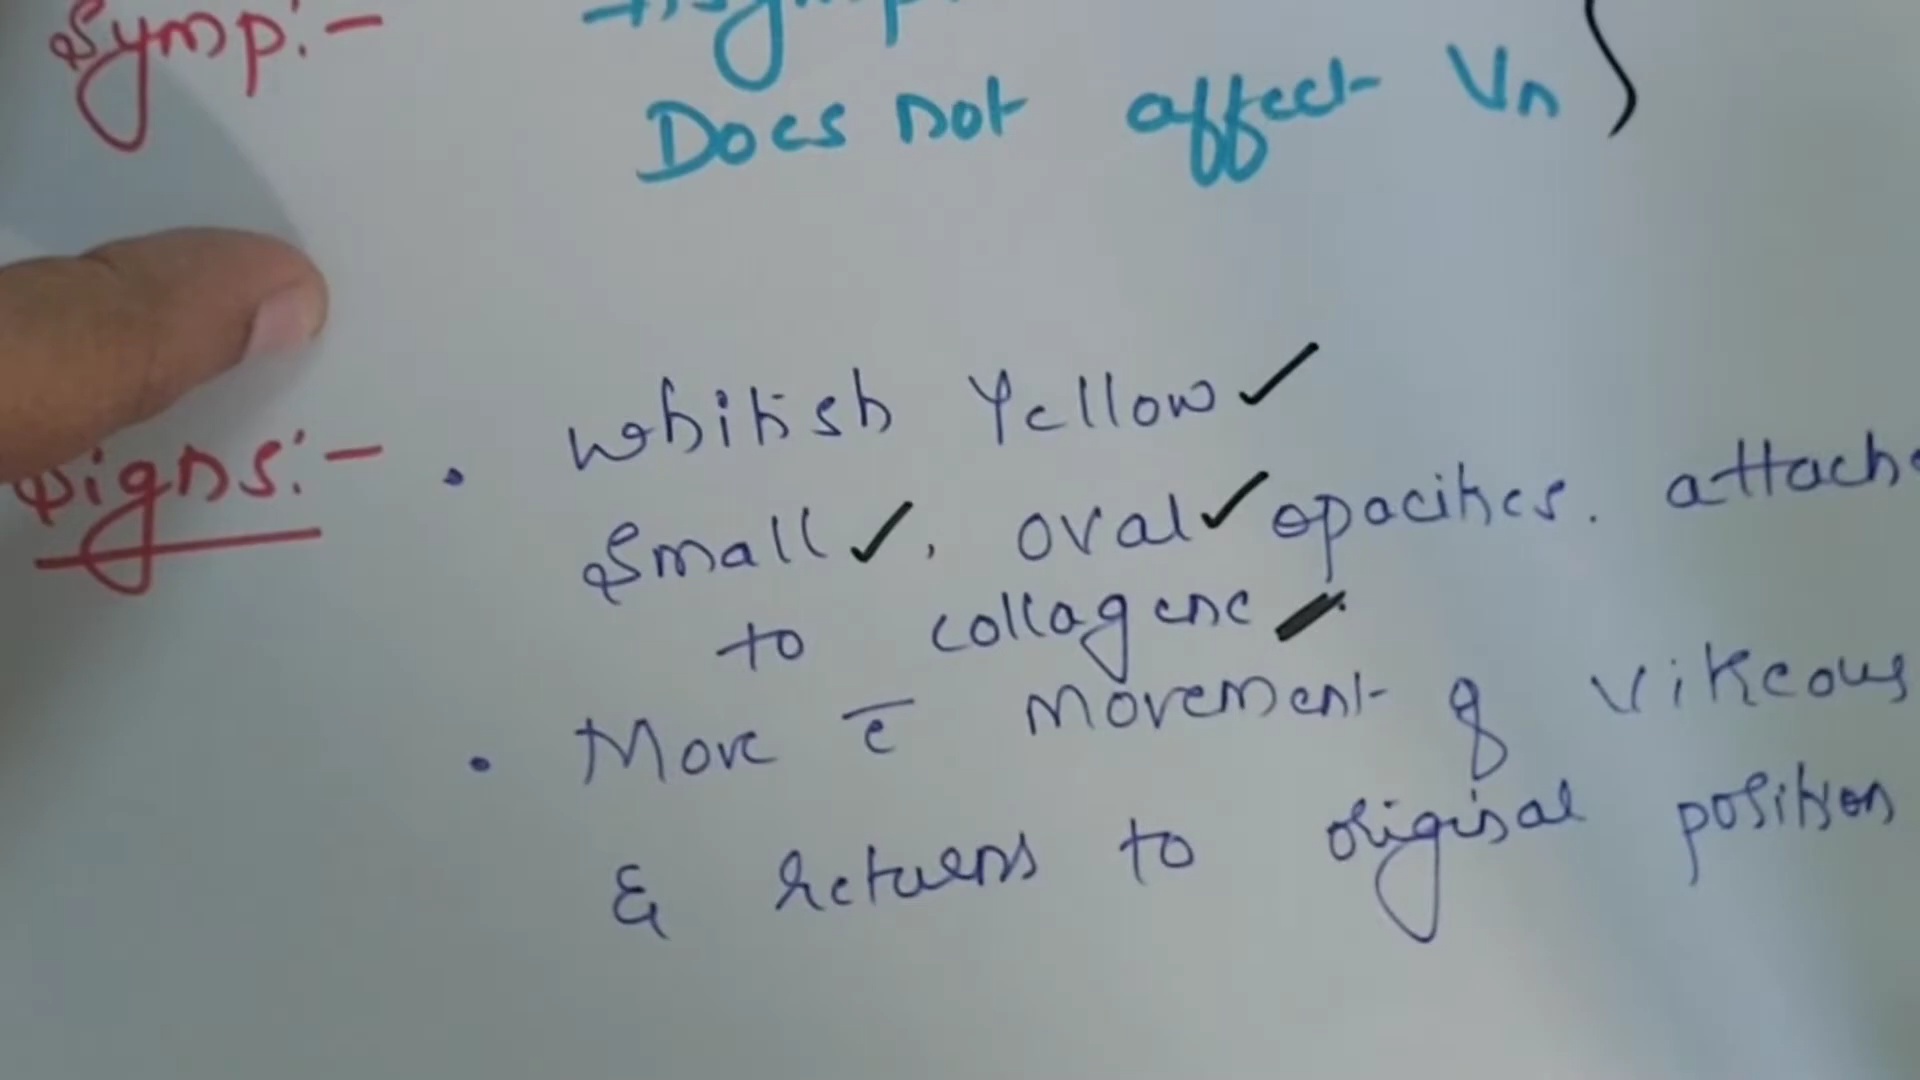 Symp:-
Does not affect Vn
Signs:- • Whitish Yellow ✓
Small ✓, oval ✓ opacities. attach
to collagene
• Move c̄ movement of vitreous
& returns to original position